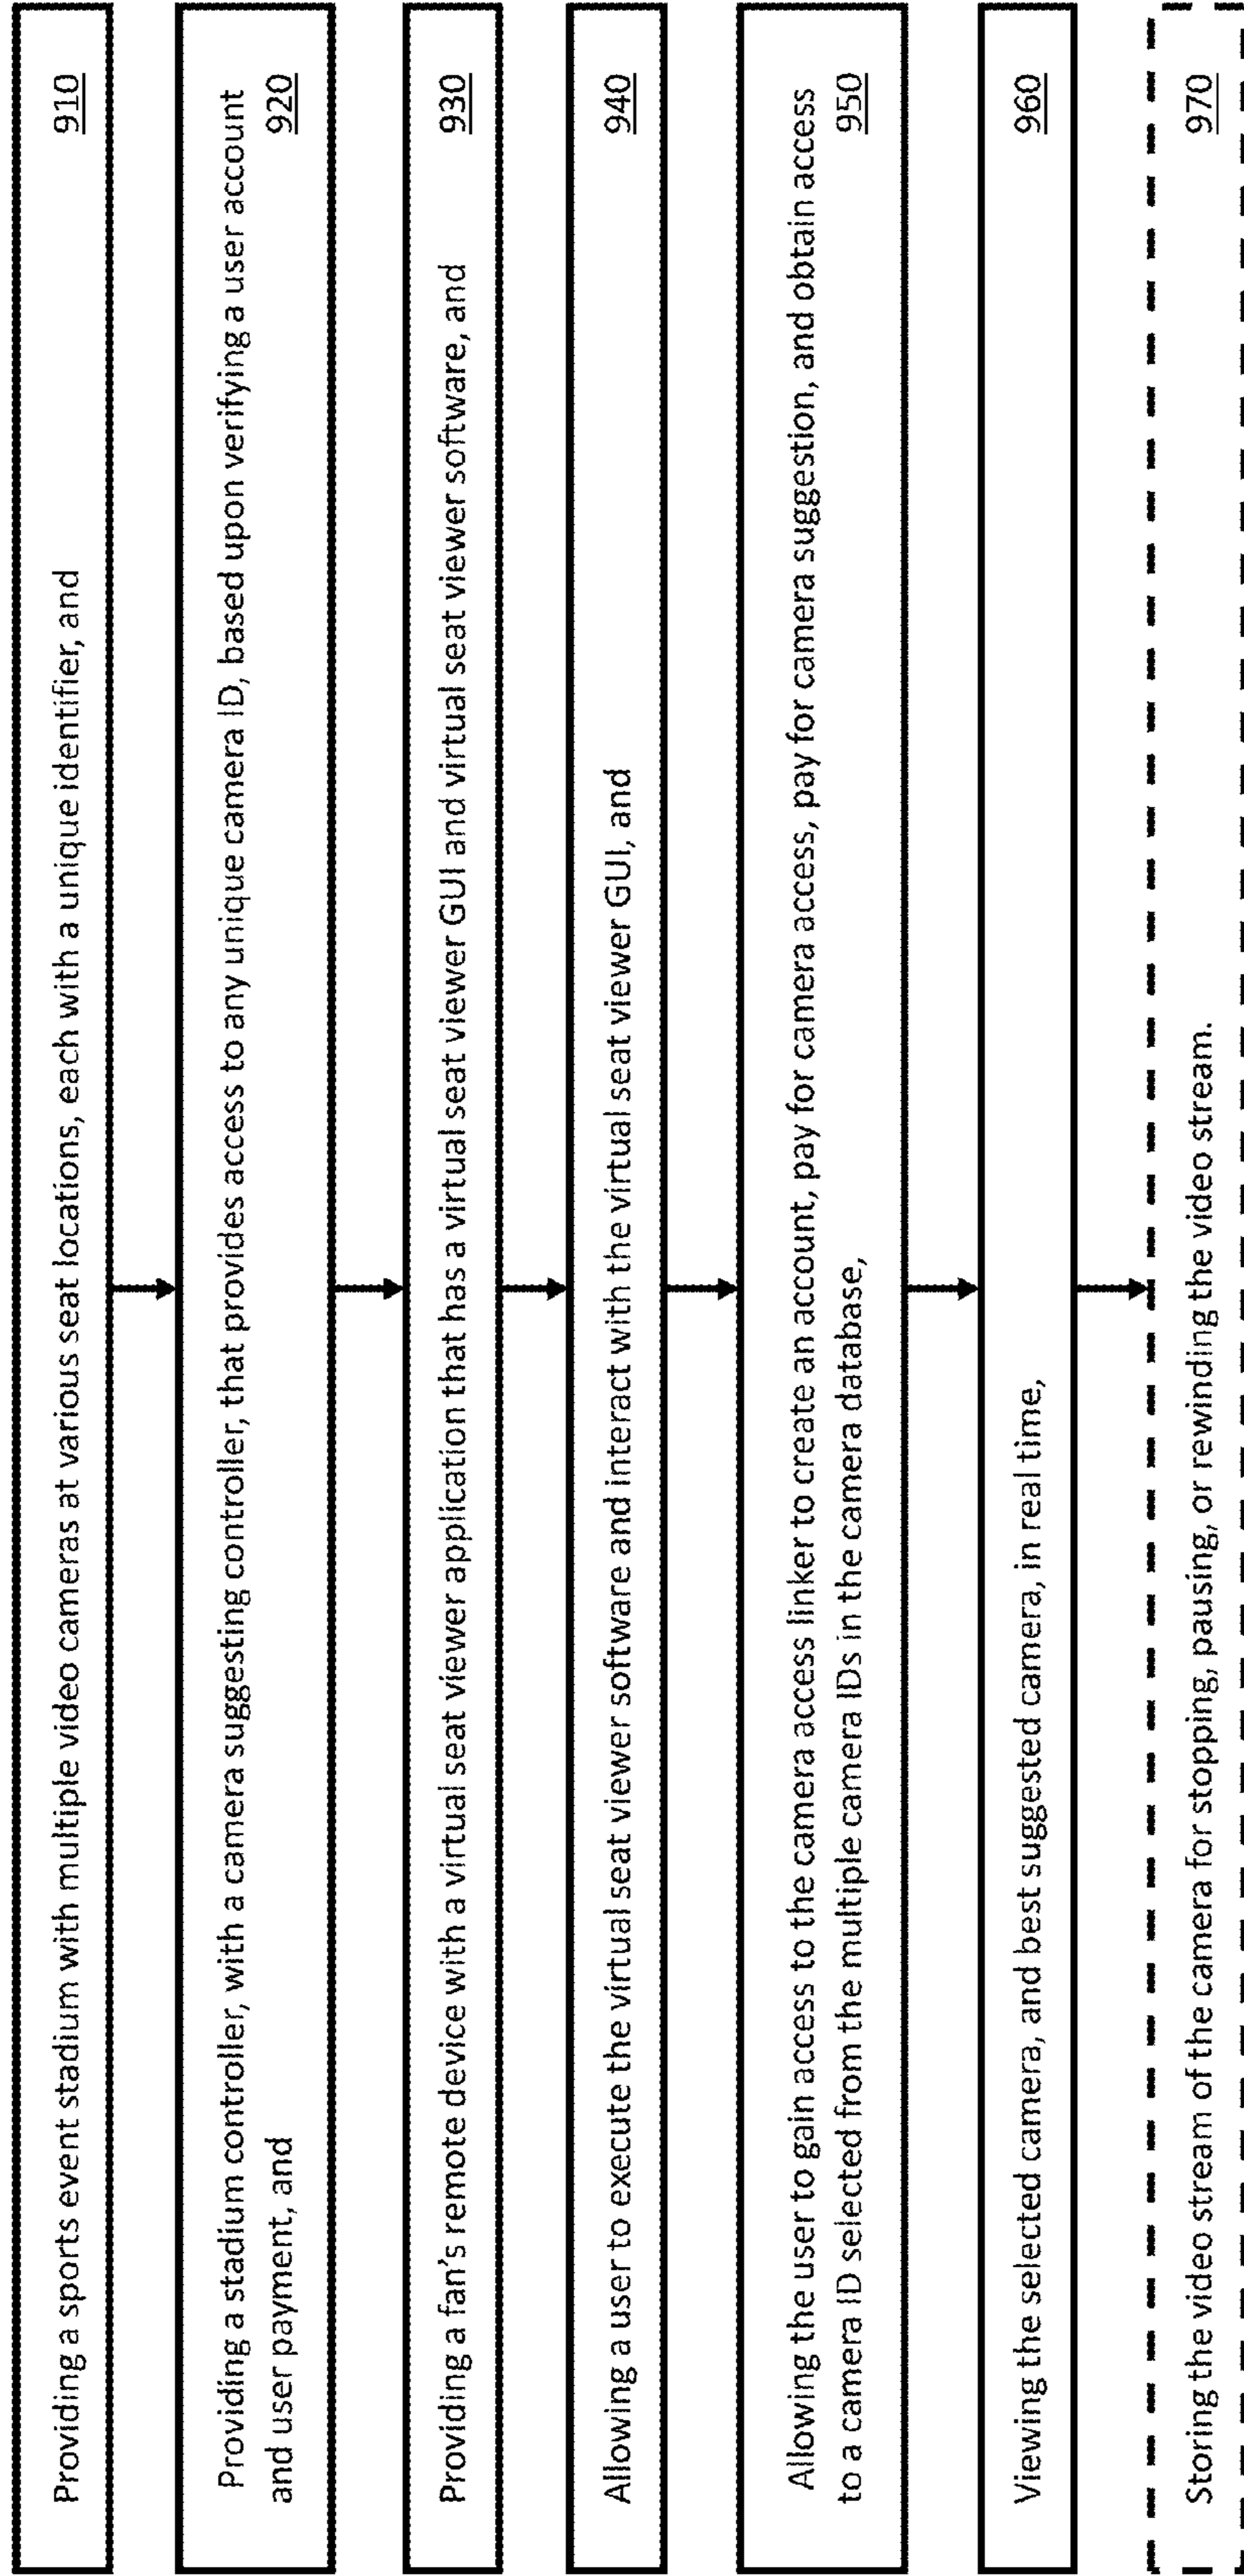 Providing a sports event stadium with multiple video cameras at various seat locations, each with a unique identifier, and
910
Providing a stadium controller, with a camera suggesting controller, that provides access to any unique camera ID, based upon verifying a user account
and user payment, and
920
Providing a fan's remote device with a virtual seat viewer application that has a virtual seat viewer GUI and virtual seat viewer software, and
930
Allowing a user to execute the virtual seat viewer software and interact with the virtual seat viewer GUI, and
940
Allowing the user to gain access to the camera access linker to create an account, pay for camera access, pay for camera suggestion, and obtain access
to a camera ID selected from the multiple camera IDs in the camera database,
950
Viewing the selected camera, and best suggested camera, in real time,
960
Storing the video stream of the camera for stopping, pausing, or rewinding the video stream.
970